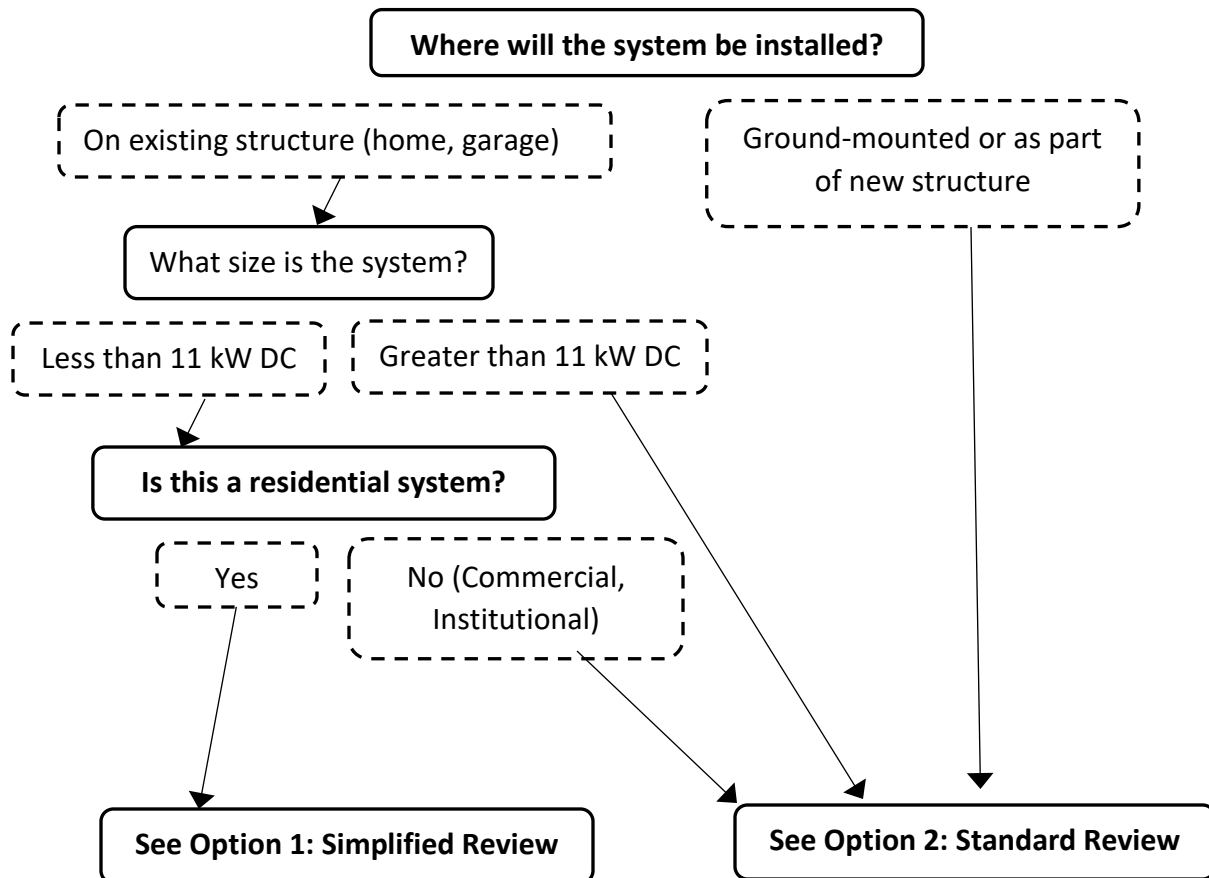 Where will the system be installed?
On existing structure (home, garage)
Ground-mounted or as part
of new structure
What size is the system?
Less than 11 kW DC
Greater than 11 kW DC
Is this a residential system?
Yes
No (Commercial,
Institutional)
See Option 1: Simplified Review
See Option 2: Standard Review